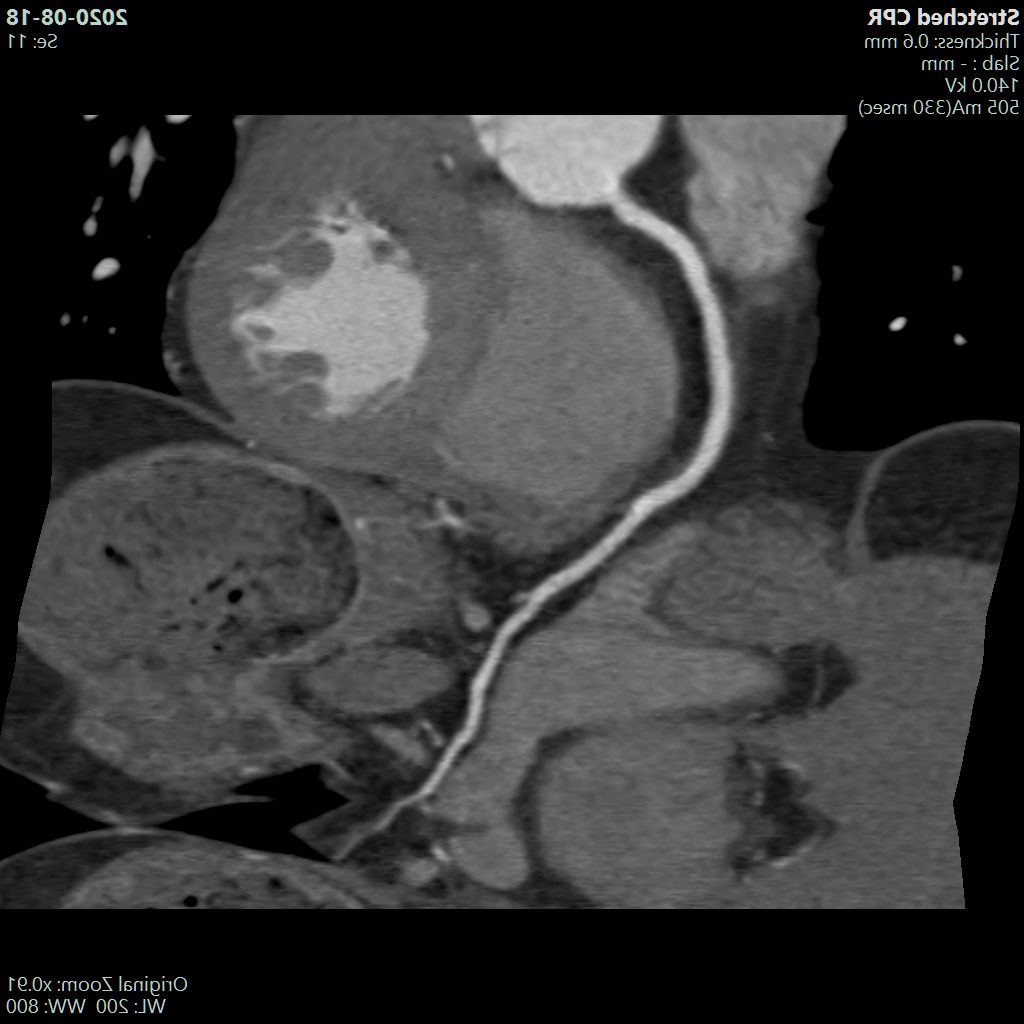 Stretched CPR
Thickness: 0.6 mm
Slab : - mm
140.0 kV
505 mA(330 msec)
2020-08-18
Se: 11
Original Zoom: x0.91
WL: 200 WW: 800